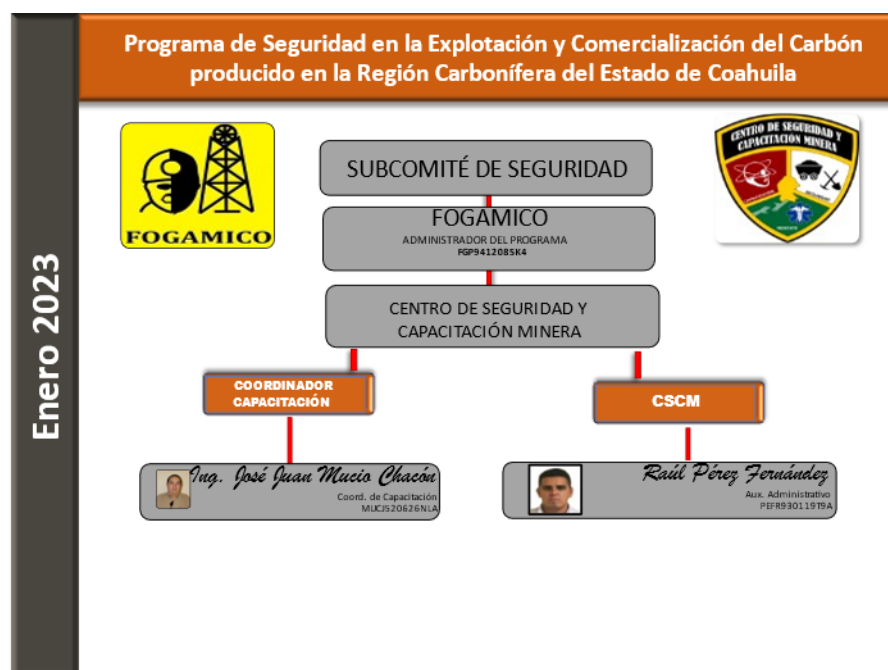 Programa de Seguridad en la Explotación y Comercialización del Carbón
producido en la Región Carbonífera del Estado de Coahuila
Enero 2023
FOGAMICO
CENTRO DE SEGURIDAD Y
CAPACITACIÓN MINERA
SUBCOMITÉ DE SEGURIDAD
FOGAMICO
ADMINISTRADOR DEL PROGRAMA
FGP9412085K4
CENTRO DE SEGURIDAD Y
CAPACITACIÓN MINERA
COORDINADOR
CAPACITACIÓN
CSCM
Ing. José Juan Mucio Chacón
Coord. de Capacitación
MUCJ520626NLA
Raúl Pérez Fernández
Aux. Administrativo
PEFR930119T9A